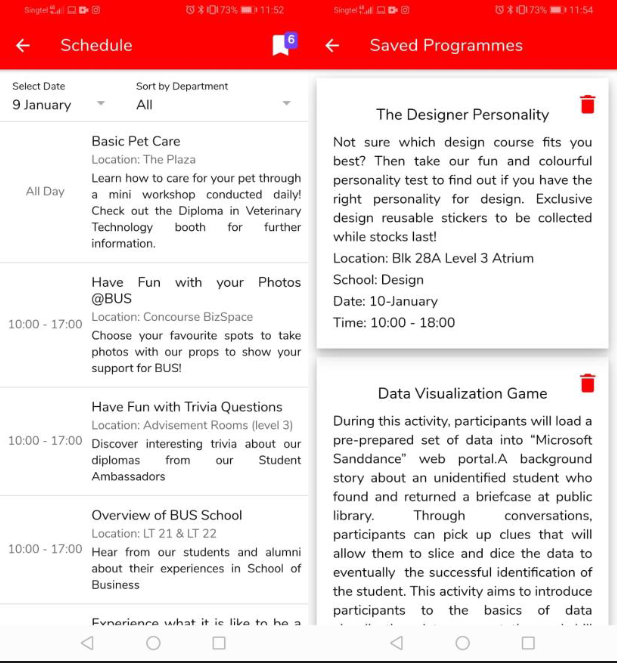 Singtel 73% 11:52
Schedule
6
Select Date
Sort by Department
9 January
All
All Day
Basic Pet Care
Location: The Plaza
Learn how to care for your pet through
a mini workshop conducted daily!
Check out the Diploma in Veterinary
Technology booth for further
information.
10:00 - 17:00
Have Fun with your Photos
@BUS
Location: Concourse BizSpace
Choose your favourite spots to take
photos with our props to show your
support for BUS!
10:00 - 17:00
Have Fun with Trivia Questions
Location: Advisement Rooms (level 3)
Discover interesting trivia about our
diplomas from our Student
Ambassadors
10:00 - 17:00
Overview of BUS School
Location: LT 21 & LT 22
Hear from our students and alumni
about their experiences in School of
Business
Experience what it is like to be a
Singtel 73% 11:54
Saved Programmes
The Designer Personality
Not sure which design course fits you
best? Then take our fun and colourful
personality test to find out if you have the
right personality for design. Exclusive
design reusable stickers to be collected
while stocks last!
Location: Blk 28A Level 3 Atrium
School: Design
Date: 10-January
Time: 10:00 - 18:00
Data Visualization Game
During this activity, participants will load a
pre-prepared set of data into “Microsoft
Sanddance” web portal.A background
story about an unidentified student who
found and returned a briefcase at public
library. Through conversations,
participants can pick up clues that will
allow them to slice and dice the data to
eventually the successful identification of
the student. This activity aims to introduce
participants to the basics of data